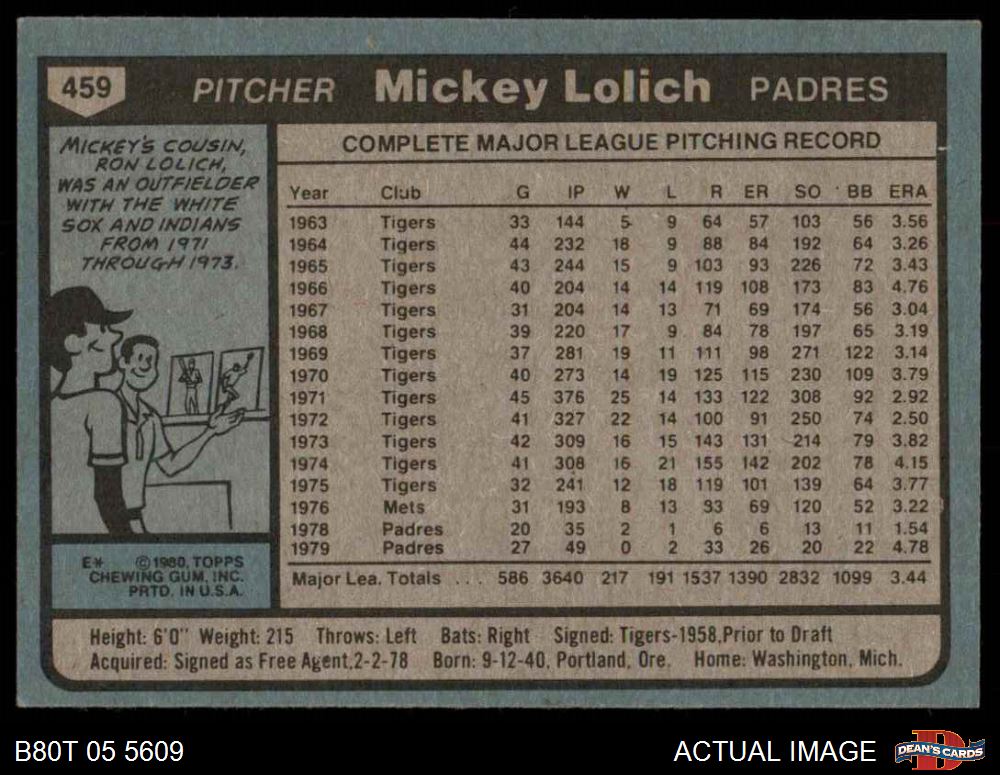 459 PITCHER Mickey Lolich PADRES
MICKEY'S COUSIN,
RON LOLICH,
WAS AN OUTFIELDER
WITH THE WHITE
SOX AND INDIANS
FROM 1971
THROUGH 1973.
E* ©1980, TOPPS
CHEWING GUM, INC.
PRTD. IN U.S.A.
COMPLETE MAJOR LEAGUE PITCHING RECORD
Year Club G IP W L R ER SO BB ERA
1963 Tigers 33 144 5 9 64 57 103 56 3.56
1964 Tigers 44 232 18 9 88 84 192 64 3.26
1965 Tigers 43 244 15 9 103 93 226 72 3.43
1966 Tigers 40 204 14 14 119 108 173 83 4.76
1967 Tigers 31 204 14 13 71 69 174 56 3.04
1968 Tigers 39 220 17 9 84 78 197 65 3.19
1969 Tigers 37 281 19 11 111 98 271 122 3.14
1970 Tigers 40 273 14 19 125 115 230 109 3.79
1971 Tigers 45 376 25 14 133 122 308 92 2.92
1972 Tigers 41 327 22 14 100 91 250 74 2.50
1973 Tigers 42 309 16 15 143 131 214 79 3.82
1974 Tigers 41 308 16 21 155 142 202 78 4.15
1975 Tigers 32 241 12 18 119 101 139 64 3.77
1976 Mets 31 193 8 13 93 69 120 52 3.22
1978 Padres 20 35 2 1 6 6 13 11 1.54
1979 Padres 27 49 0 2 33 26 20 22 4.78
Major Lea. Totals . . . 586 3640 217 191 1537 1390 2832 1099 3.44
Height: 6'0" Weight: 215 Throws: Left Bats: Right Signed: Tigers-1958,Prior to Draft
Acquired: Signed as Free Agent,2-2-78 Born: 9-12-40, Portland, Ore. Home: Washington, Mich.
B80T 05 5609 ACTUAL IMAGE DEAN'S CARDS